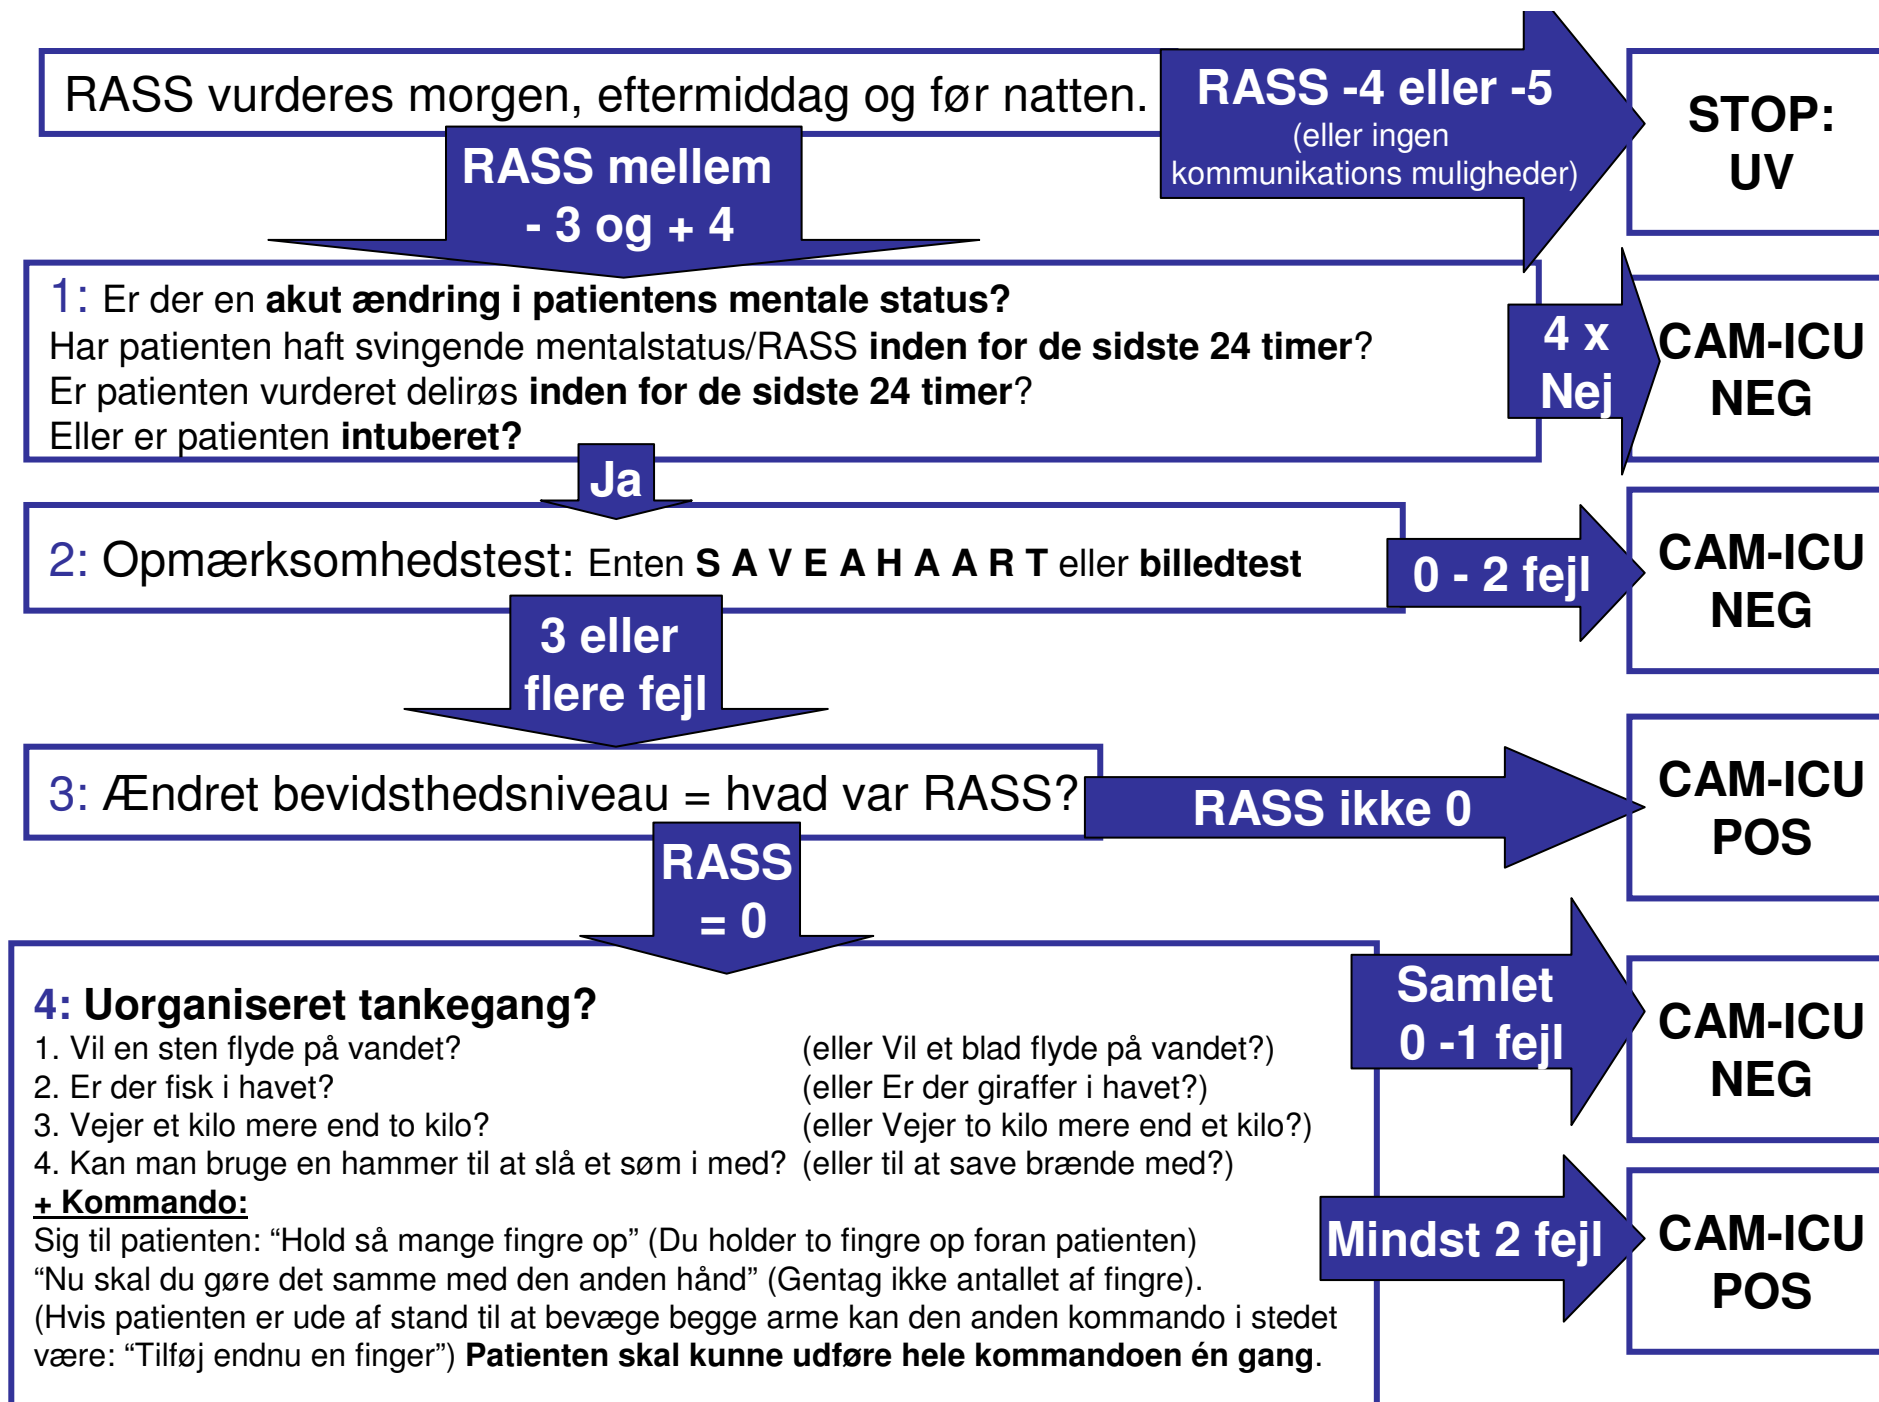 RASS vurderes morgen, eftermiddag og før natten.
RASS -4 eller -5
(eller ingen
kommunikations muligheder)
STOP:
UV
RASS mellem
- 3 og + 4
1: Er der en akut ændring i patientens mentale status?
Har patienten haft svingende mentalstatus/RASS inden for de sidste 24 timer?
Er patienten vurderet delirøs inden for de sidste 24 timer?
Eller er patienten intuberet?
4 x
Nej
CAM-ICU
NEG
Ja
2: Opmærksomhedstest: Enten S A V E A H A A R T eller billedtest
0 - 2 fejl
CAM-ICU
NEG
3 eller
flere fejl
3: Ændret bevidsthedsniveau = hvad var RASS?
RASS ikke 0
CAM-ICU
POS
RASS
= 0
4: Uorganiseret tankegang?
1. Vil en sten flyde på vandet? (eller Vil et blad flyde på vandet?)
2. Er der fisk i havet? (eller Er der giraffer i havet?)
3. Vejer et kilo mere end to kilo? (eller Vejer to kilo mere end et kilo?)
4. Kan man bruge en hammer til at slå et søm i med? (eller til at save brænde med?)
+ Kommando:
Sig til patienten: “Hold så mange fingre op” (Du holder to fingre op foran patienten)
“Nu skal du gøre det samme med den anden hånd” (Gentag ikke antallet af fingre).
(Hvis patienten er ude af stand til at bevæge begge arme kan den anden kommando i stedet
være: “Tilføj endnu en finger”) Patienten skal kunne udføre hele kommandoen én gang.
Samlet
0 -1 fejl
CAM-ICU
NEG
Mindst 2 fejl
CAM-ICU
POS